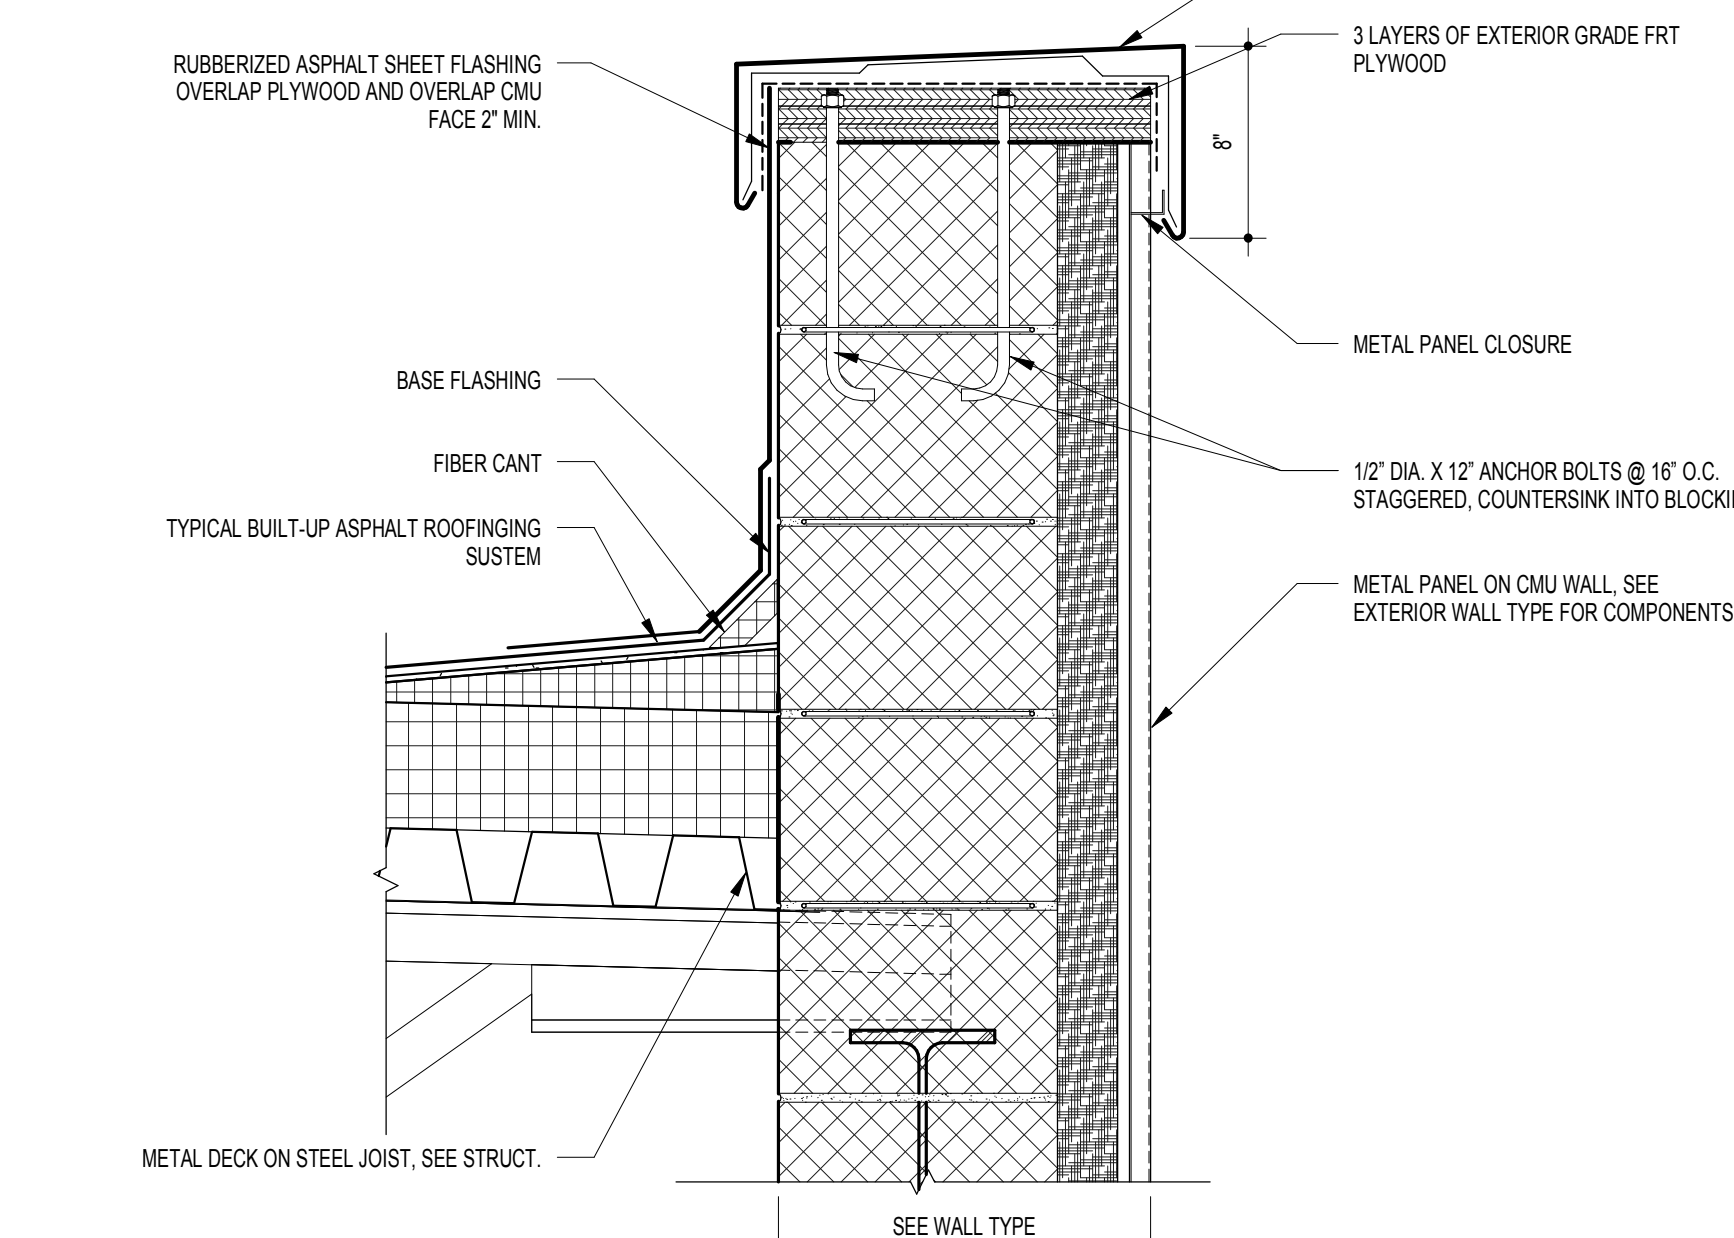 RUBBERIZED ASPHALT SHEET FLASHING
OVERLAP PLYWOOD AND OVERLAP CMU
FACE 2" MIN.
3 LAYERS OF EXTERIOR GRADE FRT
PLYWOOD
8"
METAL PANEL CLOSURE
BASE FLASHING
FIBER CANT
TYPICAL BUILT-UP ASPHALT ROOFINGING
SUSTEM
1/2” DIA. X 12” ANCHOR BOLTS @ 16” O.C.
STAGGERED, COUNTERSINK INTO
METAL PANEL ON CMU WALL, SEE
EXTERIOR WALL TYPE FOR COMPONENTS
METAL DECK ON STEEL JOIST, SEE STRUCT.
SEE WALL TYPE